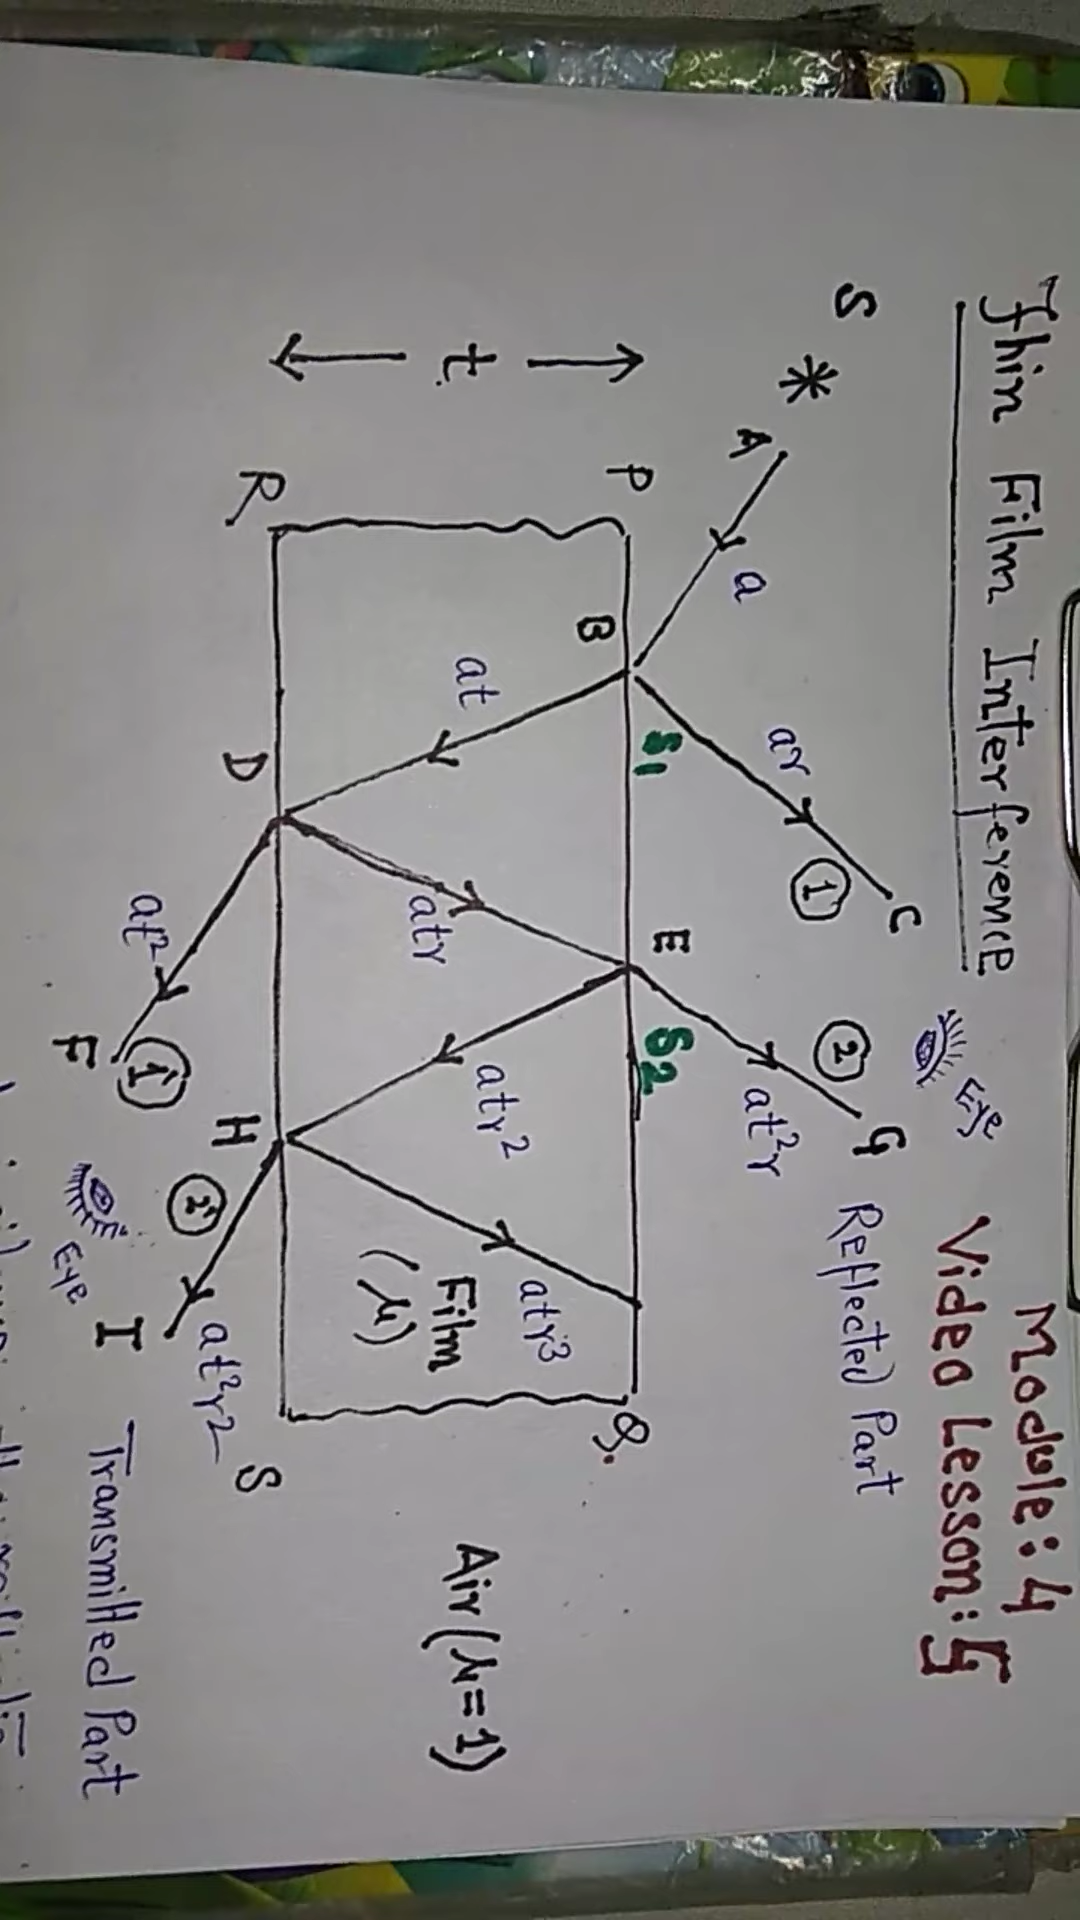 Thin Film Interference
Module: 4
Video Lesson: 5
S
Eye
A
a
ar
1
C
2
G
at²r
Reflected Part
P
B
S1
E
S2
Q.
t
at
atr
atr²
atr³
Film
(μ)
Air (μ=1)
R
D
H
S
at²
F
1'
2'
I
at²r²
Eye
Transmitted Part